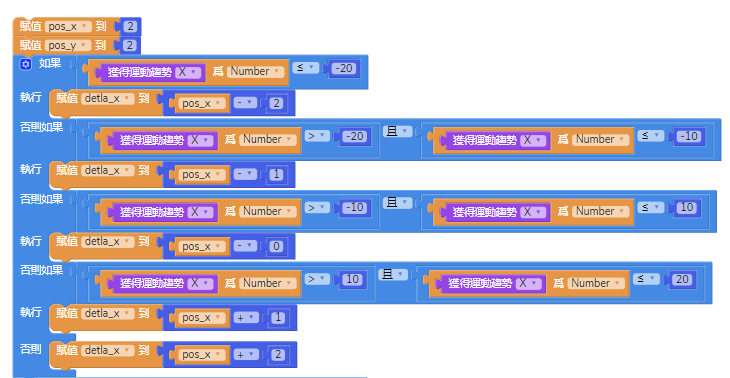 賦值 pos_x 到 2
賦值 pos_y 到 2
如果 獲得運動趨勢 X 爲 Number ≤ -20
執行 賦值 detla_x 到 pos_x - 2
否則如果 獲得運動趨勢 X 爲 Number > -20 且 獲得運動趨勢 X 爲 Number ≤ -10
執行 賦值 detla_x 到 pos_x - 1
否則如果 獲得運動趨勢 X 爲 Number > -10 且 獲得運動趨勢 X 爲 Number ≤ 10
執行 賦值 detla_x 到 pos_x - 0
否則如果 獲得運動趨勢 X 爲 Number > 10 且 獲得運動趨勢 X 爲 Number ≤ 20
執行 賦值 detla_x 到 pos_x + 1
否則 賦值 detla_x 到 pos_x + 2